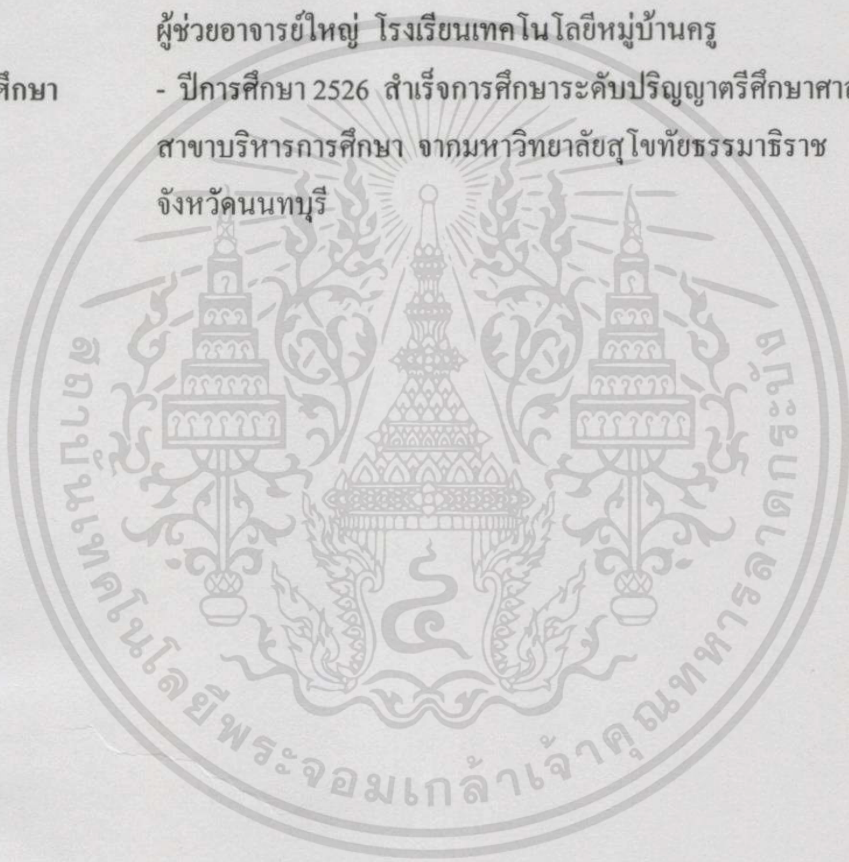 ผู้ช่วยอาจารย์ใหญ่ โรงเรียนเทคโนโลยีหมู่บ้านครู
- ปีการศึกษา 2526 สำเร็จการศึกษาระดับปริญญาตรีศึกษา
สาขาบริหารการศึกษา จากมหาวิทยาลัยสุโขทัยธรรมาธิราช
จังหวัดนนทบุรี
สถาบันเทคโนโลยีพระจอมเกล้าเจ้าคุณทหารลาดกระบัง